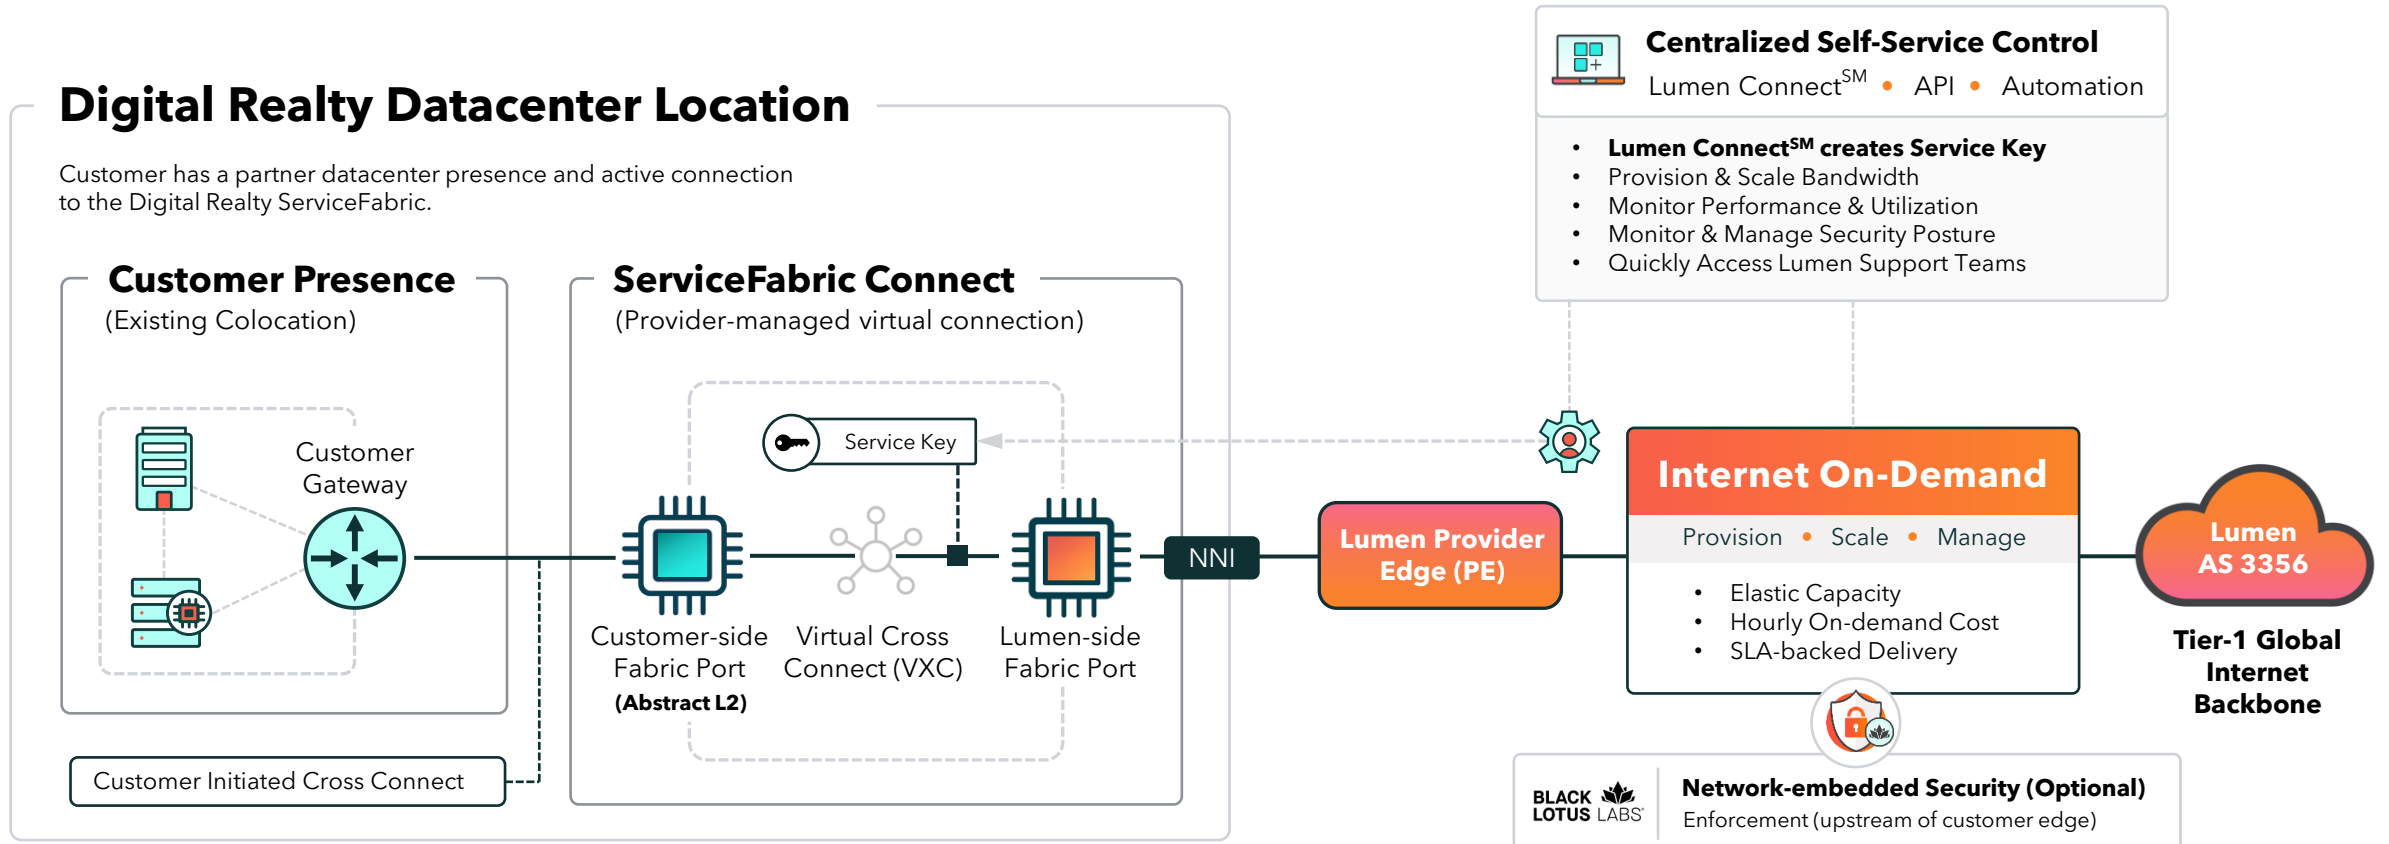 Digital Realty Datacenter Location
Customer has a partner datacenter presence and active connection
to the Digital Realty ServiceFabric.
Customer Presence
(Existing Colocation)
Customer
Gateway
Customer Initiated Cross Connect
ServiceFabric Connect
(Provider-managed virtual connection)
Service Key
Customer-side
Fabric Port
(Abstract L2)
Virtual Cross
Connect (VXC)
Lumen-side
Fabric Port
NNI
Lumen Provider
Edge (PE)
Centralized Self-Service Control
Lumen Connect℠ • API • Automation
• Lumen Connect℠ creates Service Key
• Provision & Scale Bandwidth
• Monitor Performance & Utilization
• Monitor & Manage Security Posture
• Quickly Access Lumen Support Teams
Internet On-Demand
Provision • Scale • Manage
• Elastic Capacity
• Hourly On-demand Cost
• SLA-backed Delivery
Lumen
AS 3356
Tier-1 Global
Internet
Backbone
BLACK
LOTUS LABS
Network-embedded Security (Optional)
Enforcement (upstream of customer edge)